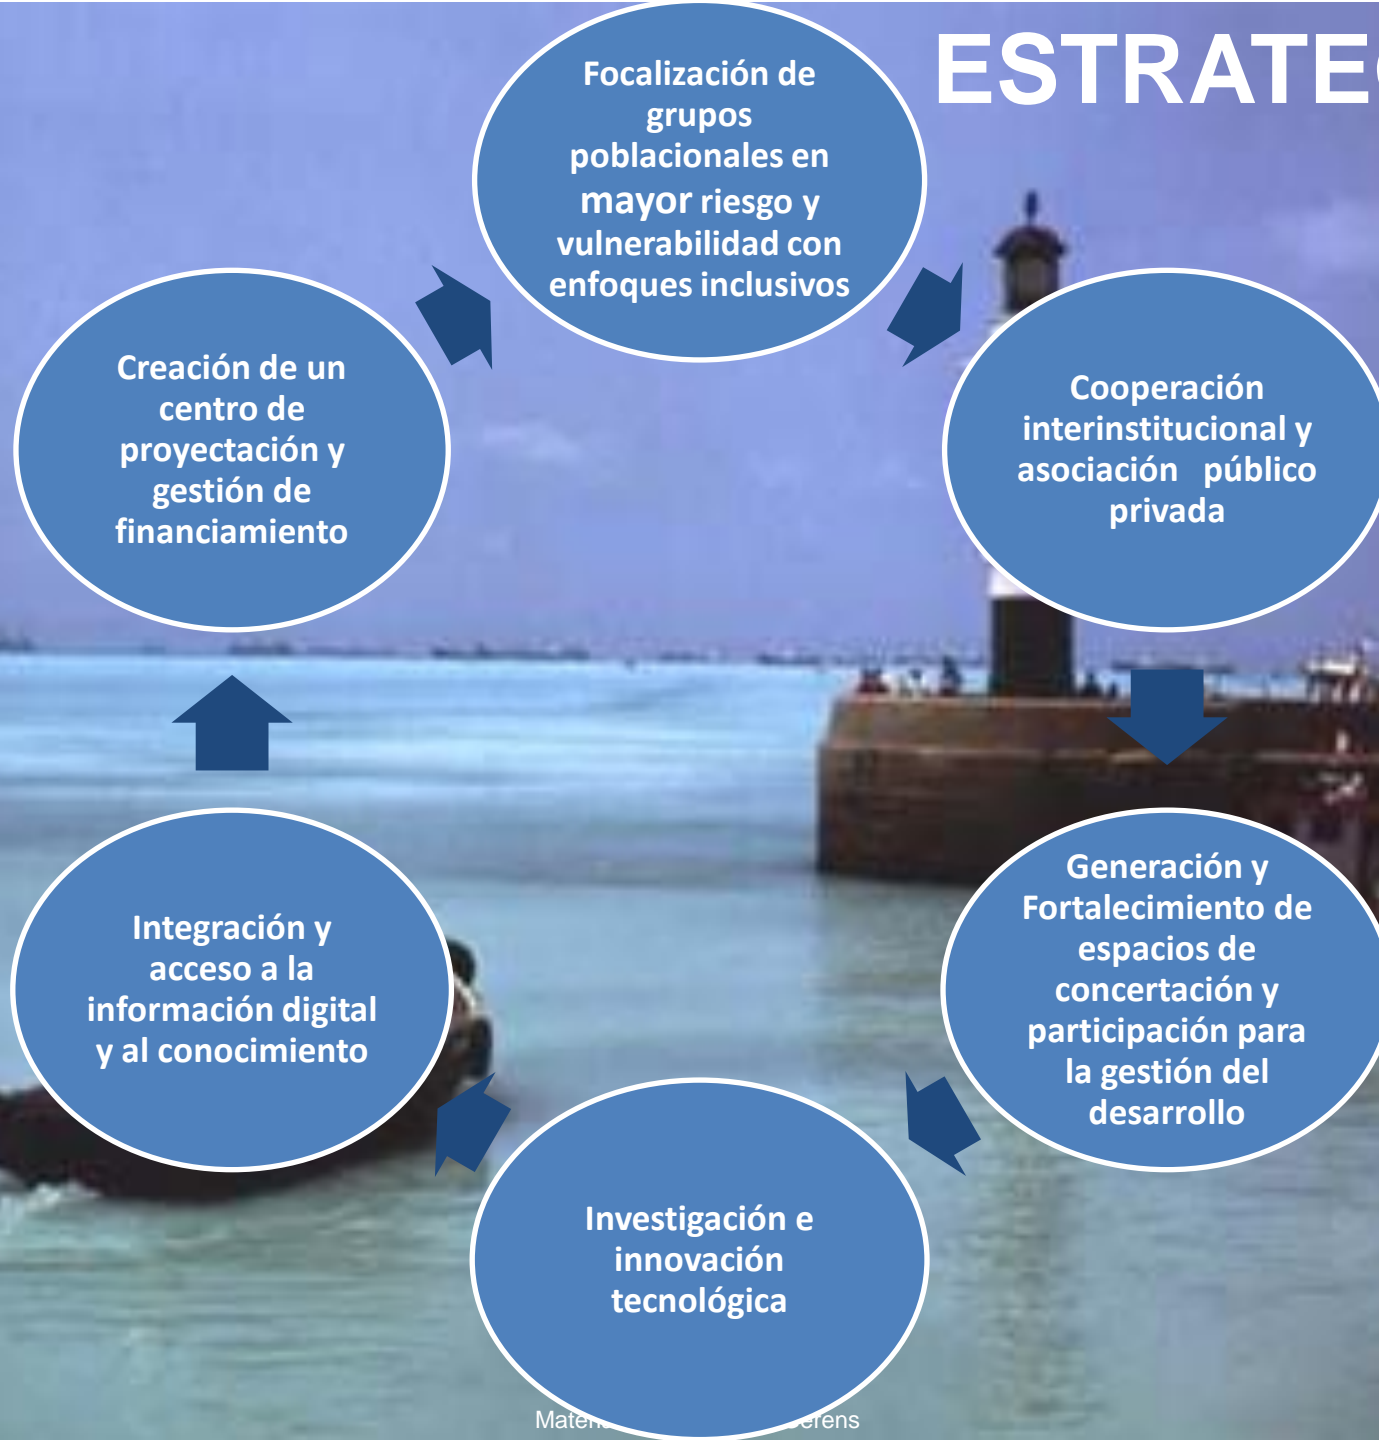 ESTRATEG
Focalización de
grupos
poblacionales en
mayor riesgo y
vulnerabilidad con
enfoques inclusivos
Cooperación
interinstitucional y
asociación público
privada
Generación y
Fortalecimiento de
espacios de
concertación y
participación para
la gestión del
desarrollo
Investigación e
innovación
tecnológica
Integración y
acceso a la
información digital
y al conocimiento
Creación de un
centro de
proyectación y
gestión de
financiamiento